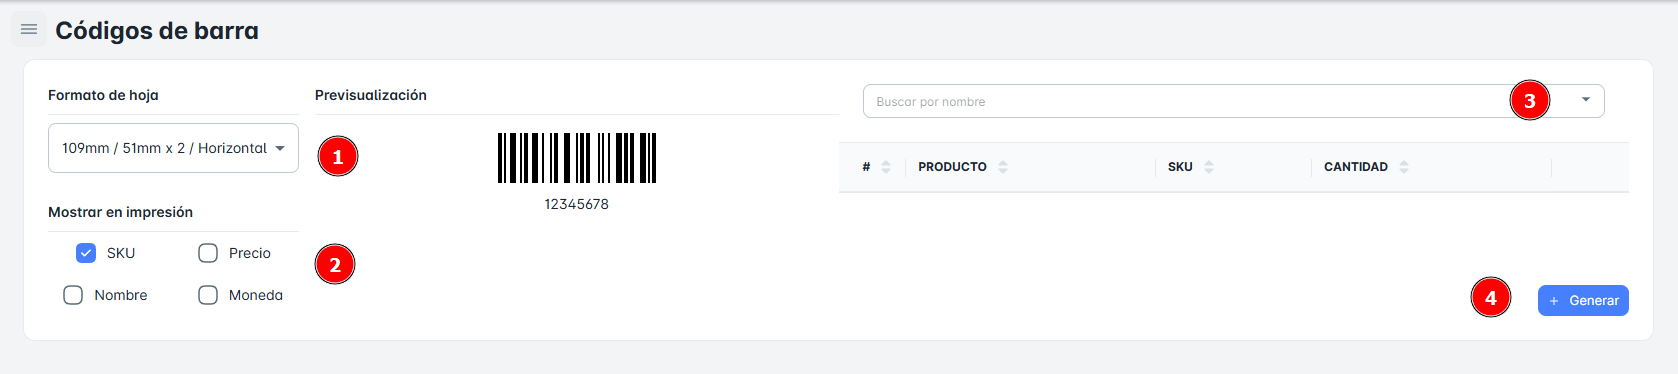 Códigos de barra
Formato de hoja
109mm / 51mm x 2 / Horizontal
1
Mostrar en impresión
SKU
Precio
Nombre
Moneda
2
Previsualización
12345678
Buscar por nombre
3
# PRODUCTO SKU CANTIDAD
4
+ Generar